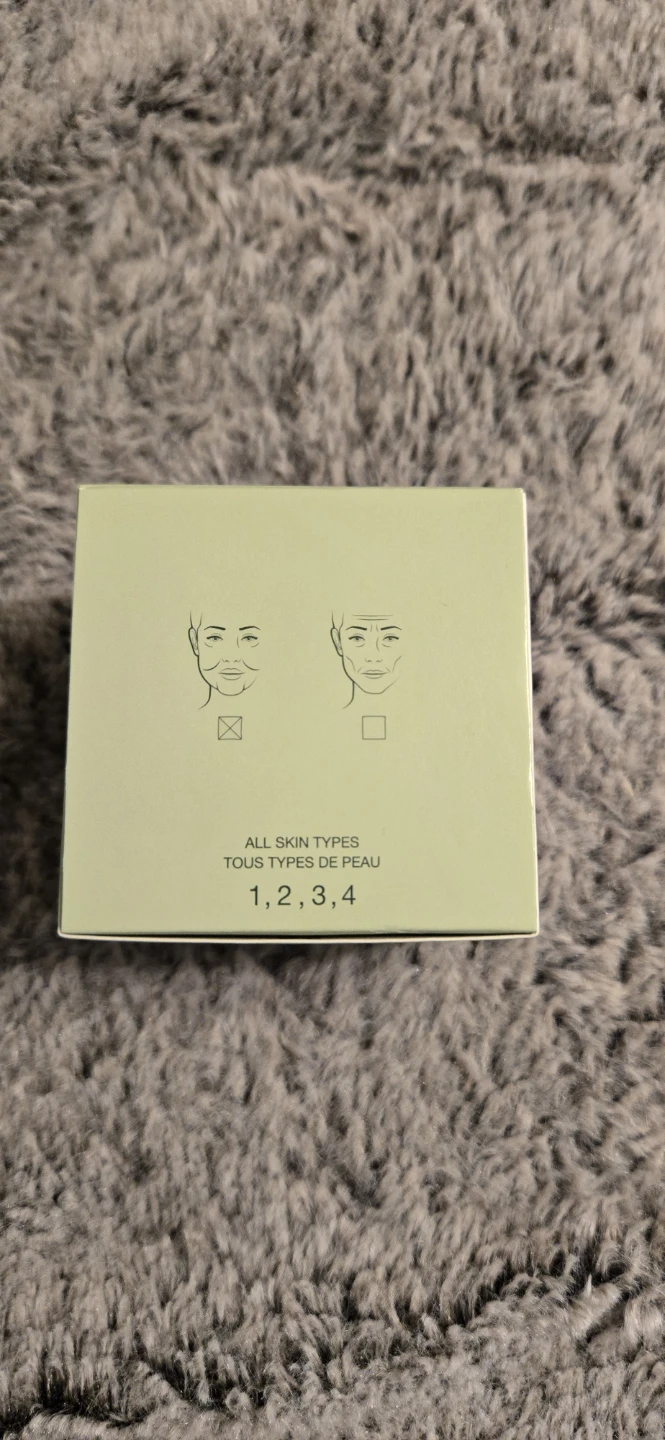 ALL SKIN TYPES
TOUS TYPES DE PEAU
1,2,3,4